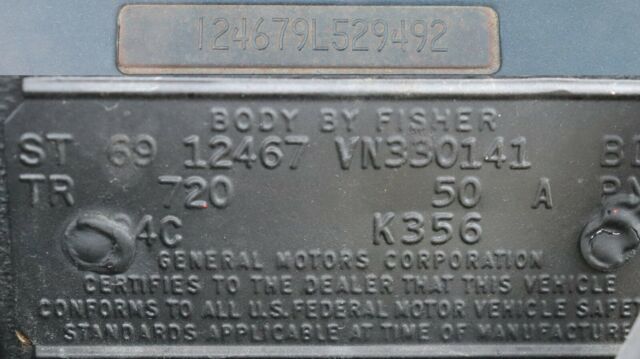 124679L529492
BODY BY FISHER
ST 69 12467 VN330141
TR 720 50 A
K356
GENERAL MOTORS CORPORATION
CERTIFIES TO THE DEALER THAT THIS VEHICLE
CONFORMS TO ALL U.S. FEDERAL MOTOR VEHICLE
STANDARDS APPLICABLE AT TIME OF MANUFACTURE